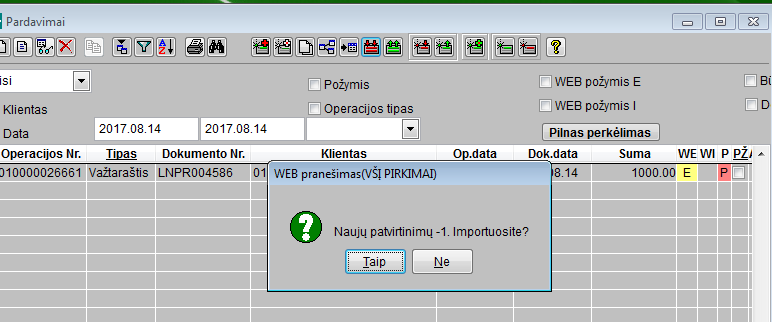 Pardavimai
isi
Požymis
WEB požymis E
Bū
Klientas
Operacijos tipas
WEB požymis I
D
Data
2017.08.14
2017.08.14
Pilnas perkėlimas
Operacijos Nr. Tipas Dokumento Nr. Klientas Op.data Dok.data Suma WE WI P PŽ A
010000026661 Važtaraštis LNPR004586 01 08.14 1000.00 E P
WEB pranešimas(VŠĮ PIRKIMAI)
Naujų patvirtinimų -1. Importuosite?
Taip
Ne